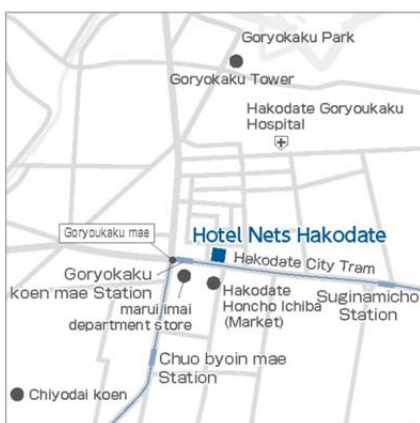 Goryokaku Park
Goryokaku Tower
Hakodate Goryoukaku
Hospital
Goryoukaku mae
Hotel Nets Hakodate
Hakodate City Tram
Goryokaku
koen mae Station
marui imai
department store
Hakodate
Honcho Ichiba
(Market)
Suginamicho
Station
Chuo byoin mae
Station
Chiyodai koen